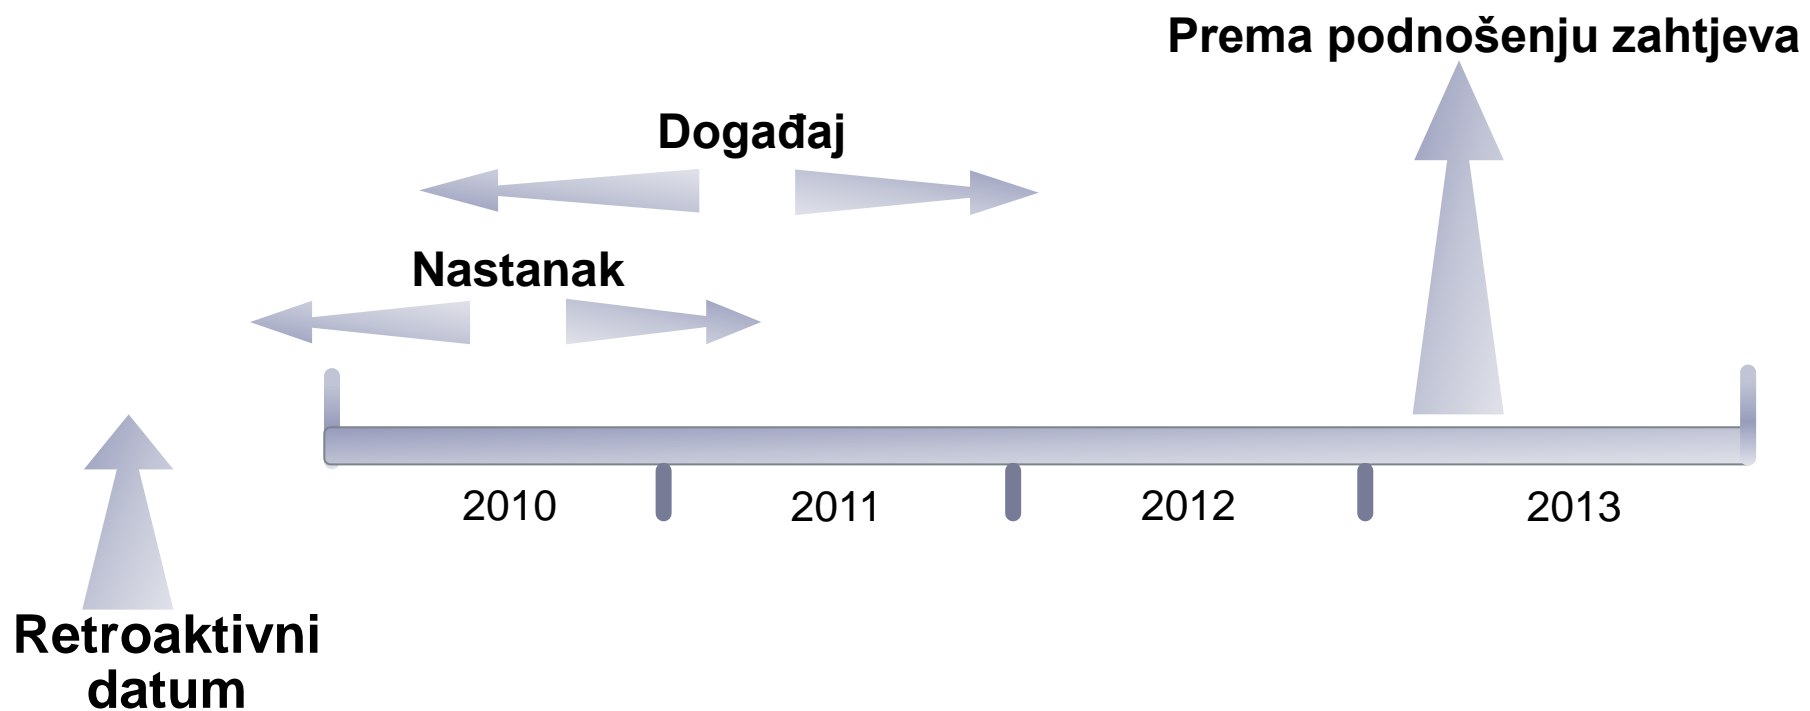 Prema podnošenju zahtjeva
Događaj
Nastanak
2010
2011
2012
2013
Retroaktivni
datum